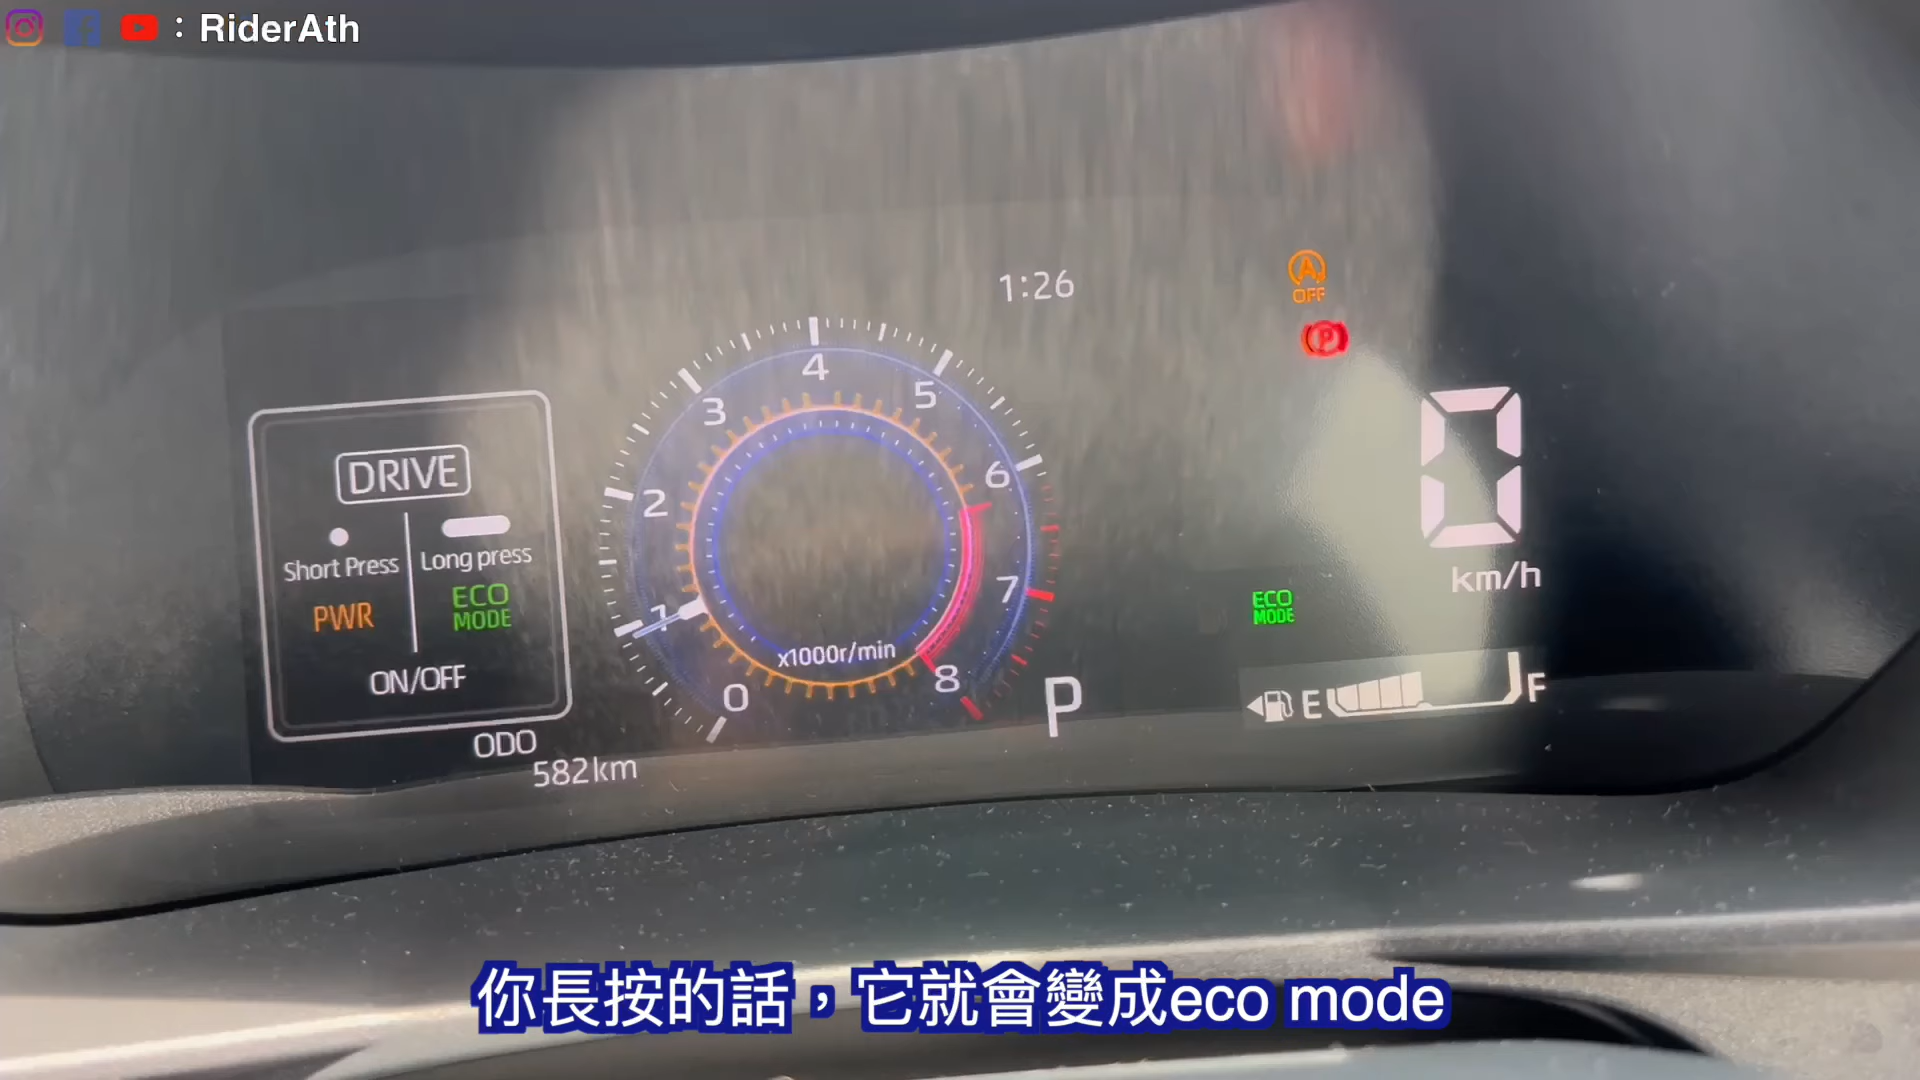 : RiderAth
1:26
A
OFF
P
DRIVE
Short Press
Long press
PWR
ECO
MODE
ON/OFF
ODO
582km
0
1
2
3
4
5
6
7
8
x1000r/min
P
0
km/h
ECO
MODE
E
F
你長按的話，它就會變成eco mode